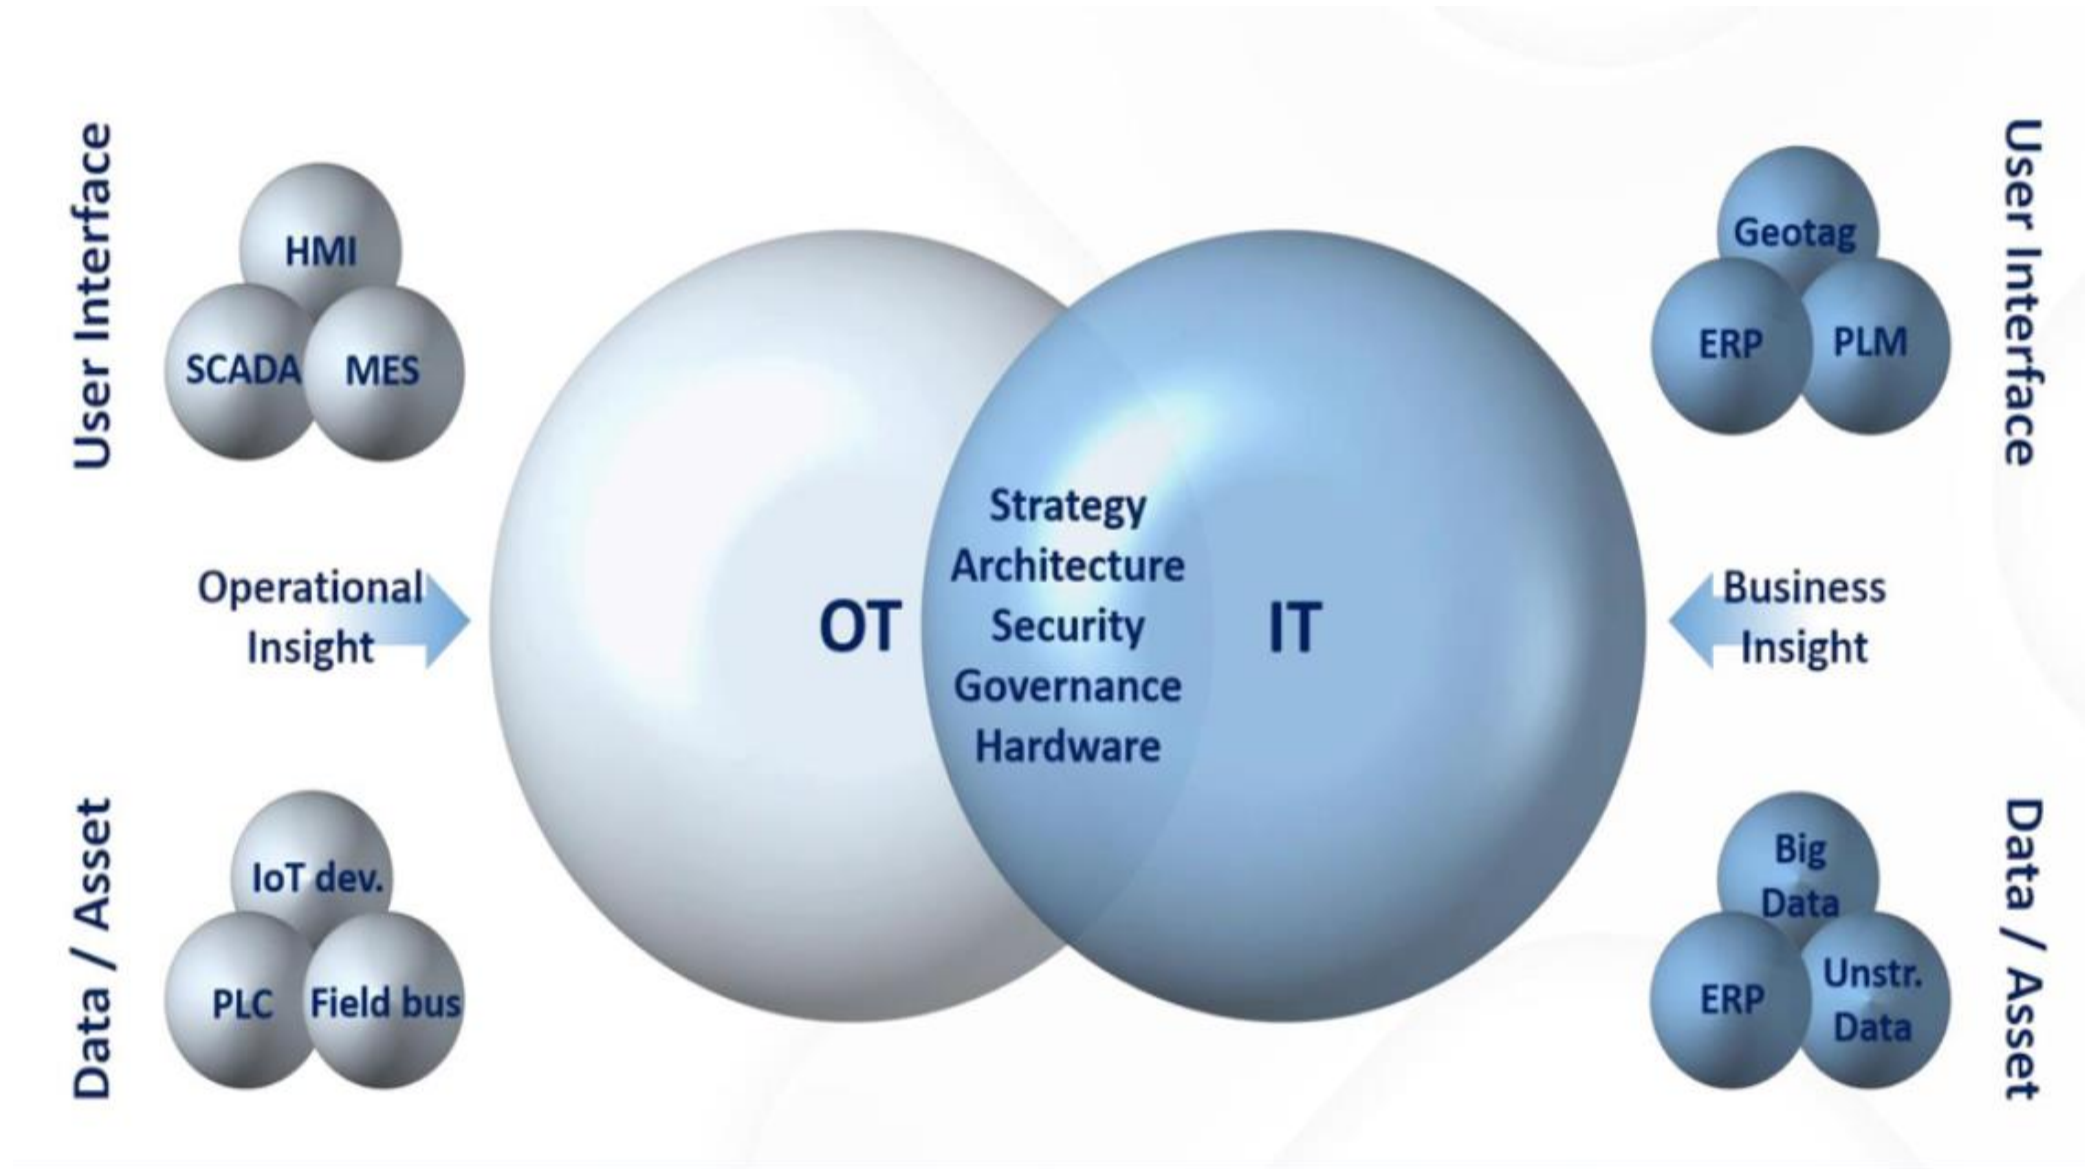 User Interface
HMI
SCADA
MES
Operational
Insight
Data / Asset
IoT dev.
PLC
Field bus
OT
Strategy
Architecture
Security
Governance
Hardware
IT
User Interface
Geotag
ERP
PLM
Business
Insight
Data / Asset
Big
Data
ERP
Unstr.
Data